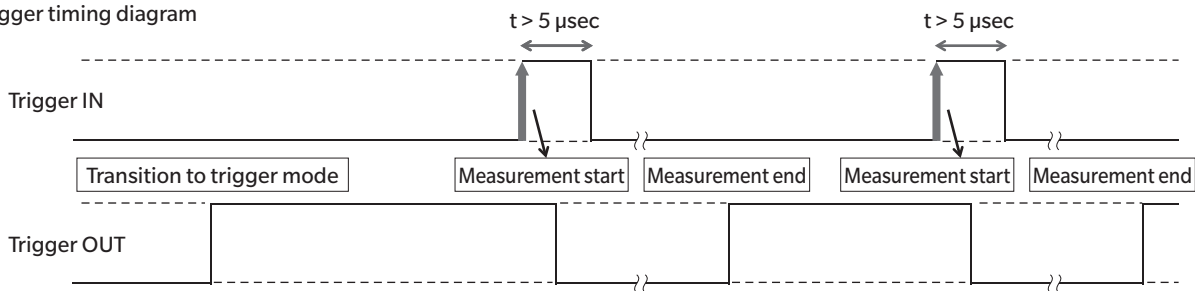 gger timing diagram
t > 5 µsec t > 5 µsec
Trigger IN
Transition to trigger mode Measurement start Measurement end Measurement start Measurement end
Trigger OUT